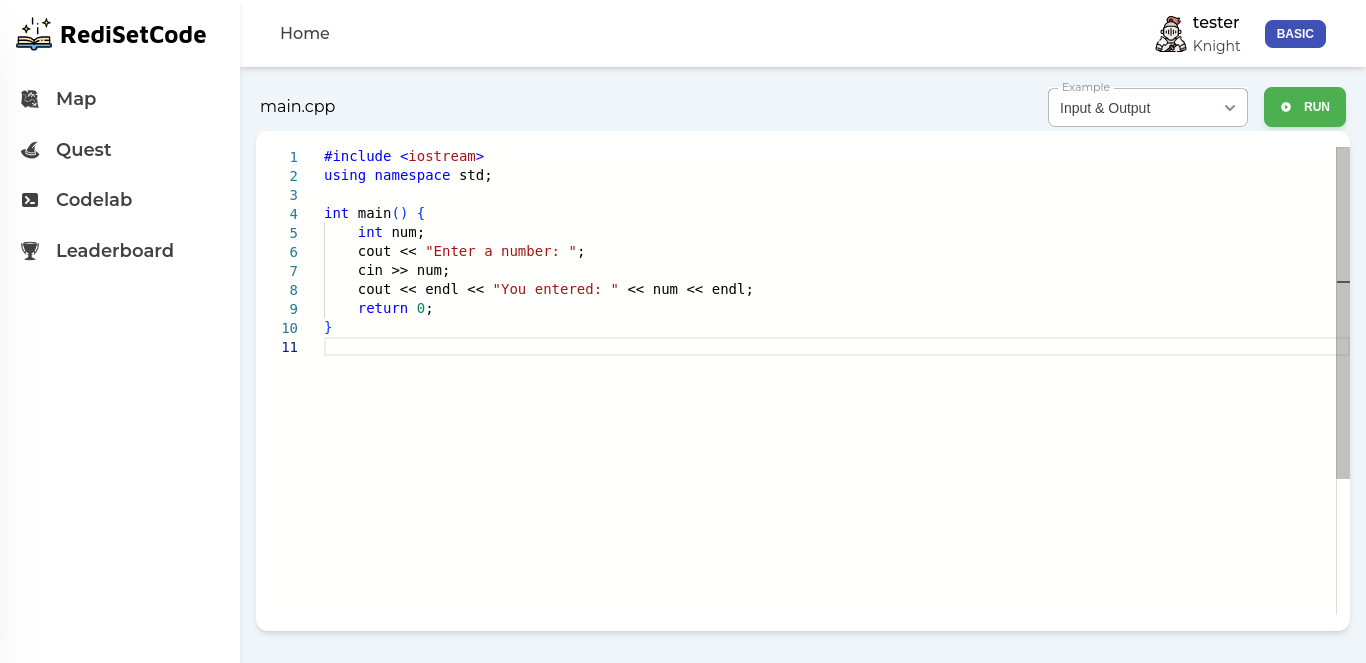 RediSetCode
Home
tester
Knight
BASIC
Map
Quest
Codelab
Leaderboard
main.cpp
Example
Input & Output
RUN
1 #include <iostream>
2 using namespace std;
3
4 int main() {
5     int num;
6     cout << "Enter a number: ";
7     cin >> num;
8     cout << endl << "You entered: " << num << endl;
9     return 0;
10 }
11